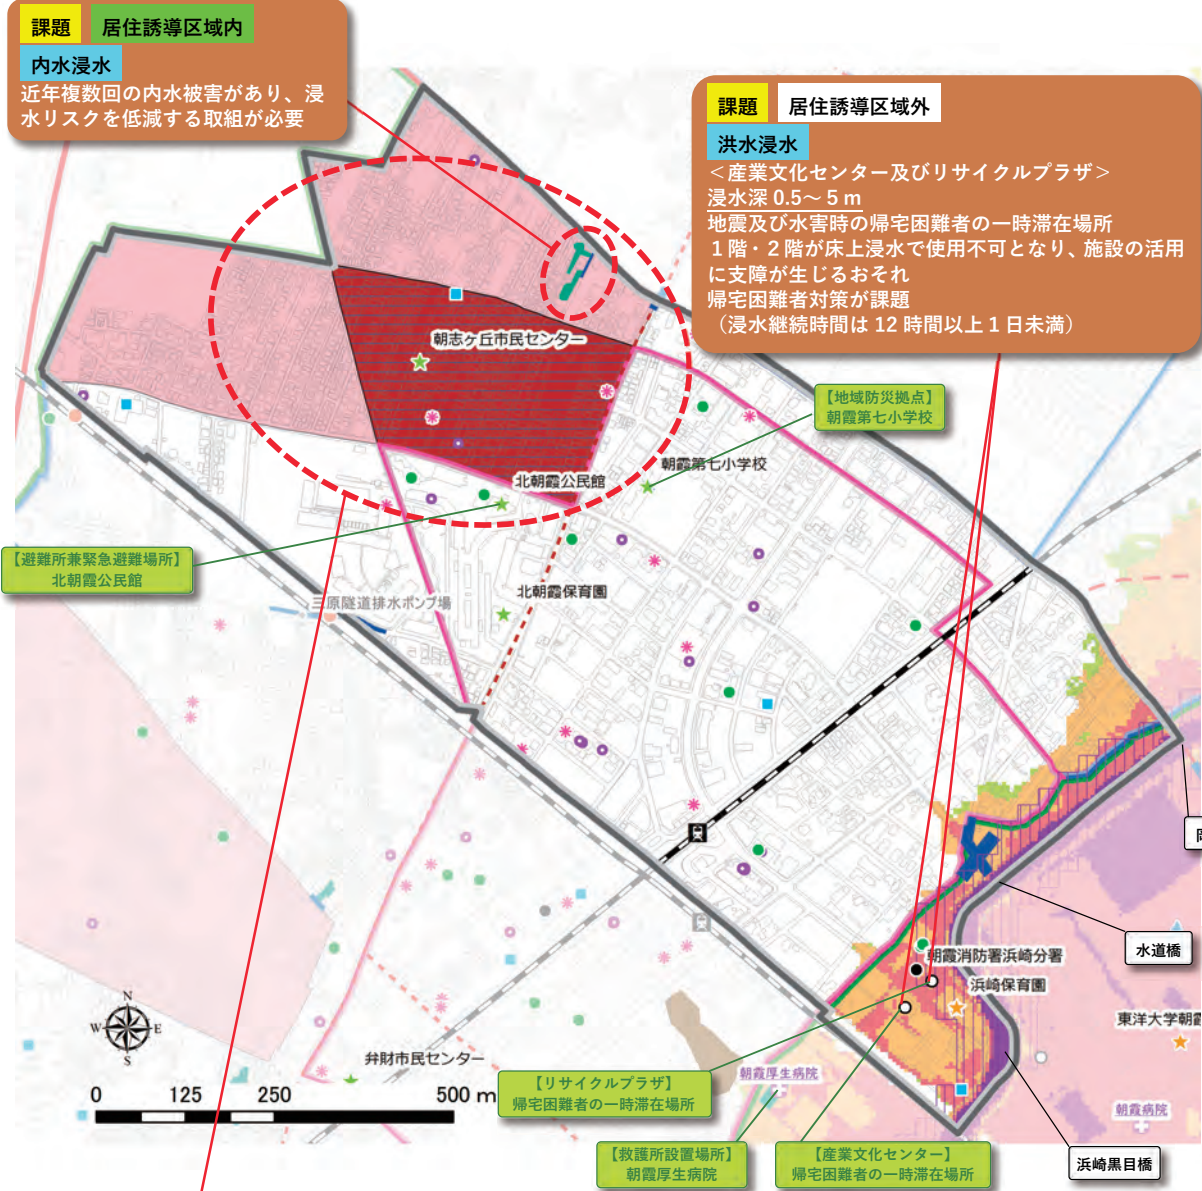 課題 居住誘導区域内
内水浸水
近年複数回の内水被害があり、浸
水リスクを低減する取組が必要
課題 居住誘導区域外
洪水浸水
＜産業文化センター及びリサイクルプラザ＞
浸水深 0.5～5 m
地震及び水害時の帰宅困難者の一時滞在場所
１階・２階が床上浸水で使用不可となり、施設の活用
に支障が生じるおそれ
帰宅困難者対策が課題
（浸水継続時間は 12 時間以上 1 日未満）
朝志ヶ丘市民センター
【地域防災拠点】
朝霞第七小学校
朝霞第七小学校
北朝霞公民館
【避難所兼緊急避難場所】
北朝霞公民館
北朝霞保育園
三原隧道排水ポンプ場
水道橋
朝霞消防署浜崎分署
浜崎保育園
東洋大学朝霞
N
W E
S
弁財市民センター
0 125 250 500 m
【リサイクルプラザ】
帰宅困難者の一時滞在場所
朝霞厚生病院
朝霞病院
【救護所設置場所】
朝霞厚生病院
【産業文化センター】
帰宅困難者の一時滞在場所
浜崎黒目橋